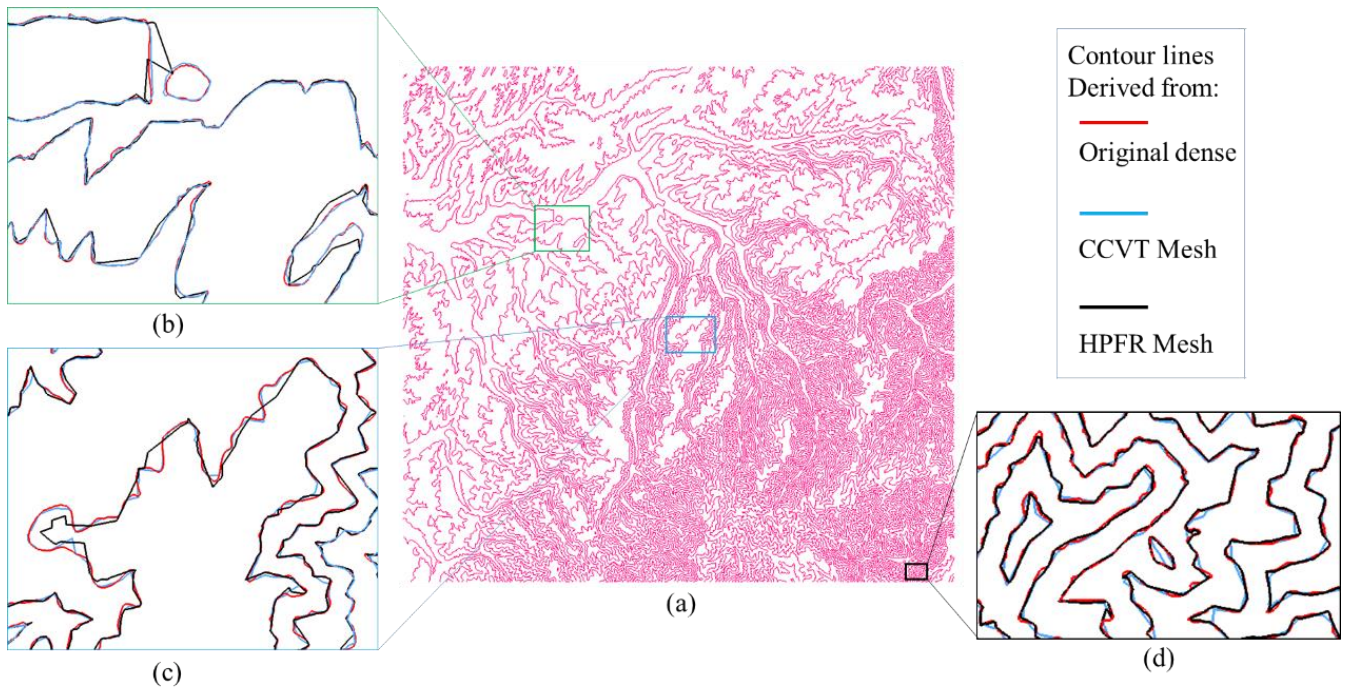 Contour lines
Derived from:
Original dense
CCVT Mesh
HPFR Mesh
(b)
(a)
(c)
(d)